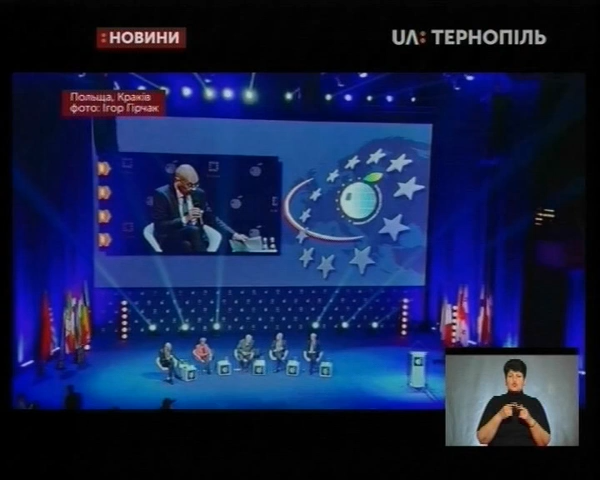 :НОВИНИ
UA: ТЕРНОПІЛЬ
Польща, Краків
фото: Ігор Гірчак